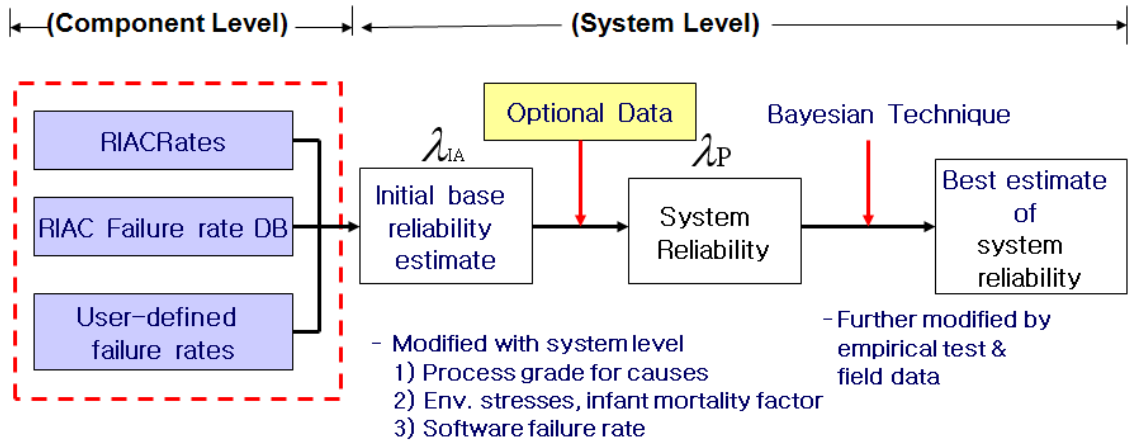 (Component Level)
(System Level)
RIACRates
RIAC Failure rate DB
User-defined
failure rates
λIA
Initial base
reliability
estimate
Optional Data
λP
System
Reliability
Bayesian Technique
Best estimate
of
system
reliability
- Modified with system level
1) Process grade for causes
2) Env. stresses, infant mortality factor
3) Software failure rate
- Further modified by
empirical test &
field data